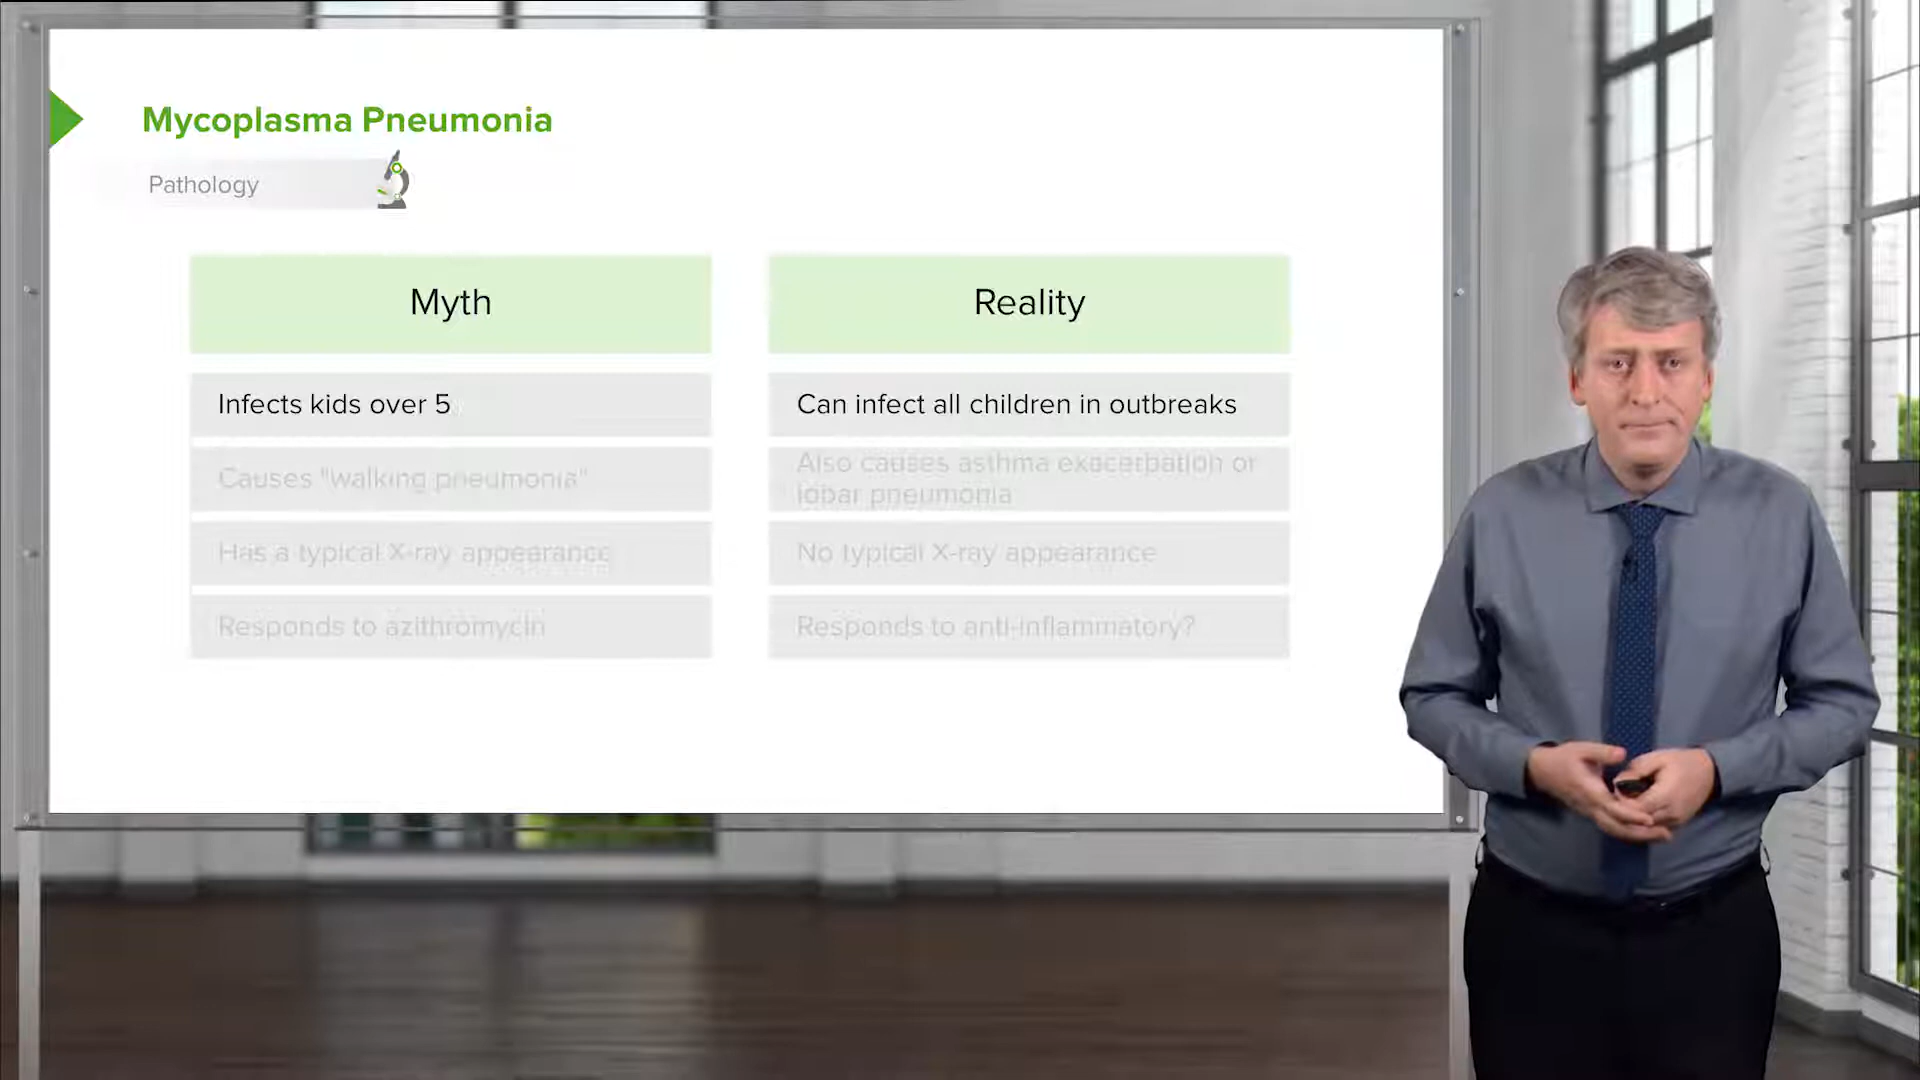 Mycoplasma Pneumonia
Pathology
Myth
Reality
Infects kids over 5
Can infect all children in outbreaks
Causes "walking pneumonia"
Also causes asthma exacerbation or
lobar pneumonia
Has a typical X-ray appearance
No typical X-ray appearance
Responds to azithromycin
Responds to anti-inflammatory?